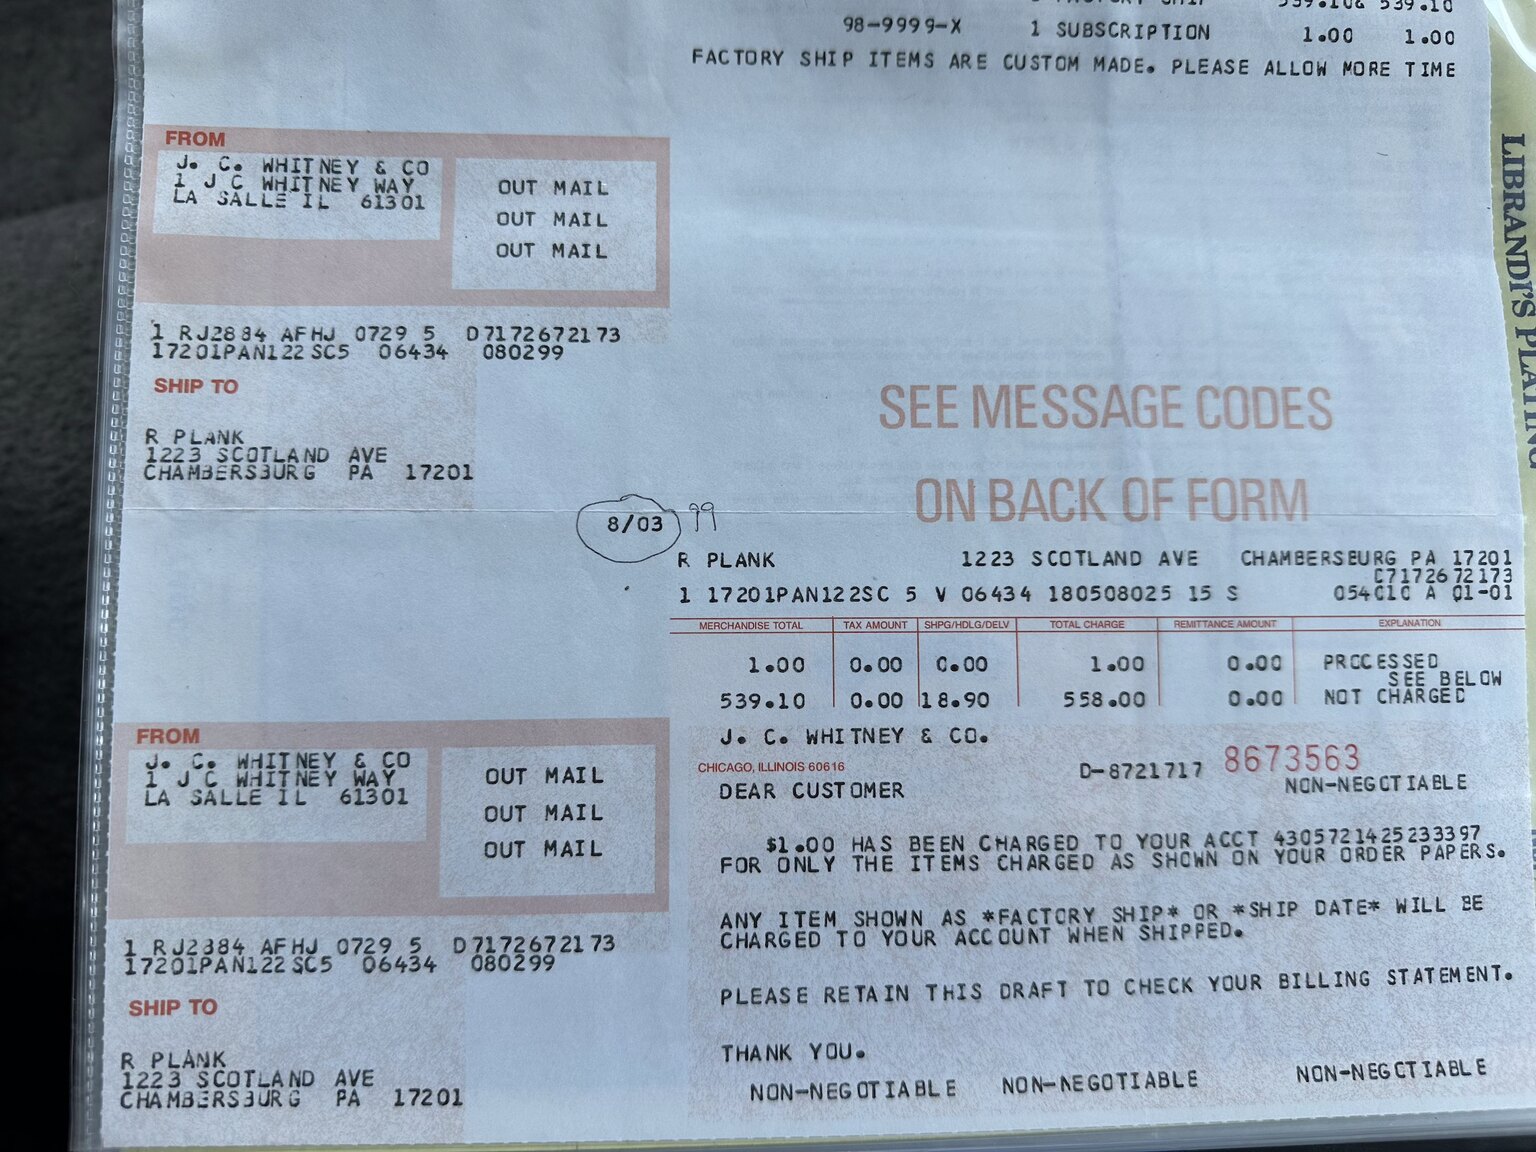 539.10& 539.10
98-9999-X 1 SUBSCRIPTION 1.00 1.00
FACTORY SHIP ITEMS ARE CUSTOM MADE. PLEASE ALLOW MORE TIME
FROM
J. C. WHITNEY & CO
1 J C WHITNEY WAY
LA SALLE IL 61301
OUT MAIL
OUT MAIL
OUT MAIL
1 RJ2884 AFHJ 0729 5 D7172672173
17201PAN122SC5 06434 080299
SHIP TO
R PLANK
1223 SCOTLAND AVE
CHAMBERSBURG PA 17201
SEE MESSAGE CODES
ON BACK OF FORM
8/03 99
R PLANK 1223 SCOTLAND AVE CHAMBERSBURG PA 17201
C7172672173
1 17201PAN122SC 5 V 06434 180508025 15 S 054C1C A 01-01
MERCHANDISE TOTAL TAX AMOUNT SHPG/HDLG/DELV TOTAL CHARGE REMITTANCE AMOUNT EXPLANATION
1.00 0.00 0.00 1.00 0.00 PROCESSED
SEE BELOW
539.10 0.00 18.90 558.00 0.00 NOT CHARGED
J. C. WHITNEY & CO.
CHICAGO, ILLINOIS 60616
D-8721717 8673563
DEAR CUSTOMER NON-NEGOTIABLE
$1.00 HAS BEEN CHARGED TO YOUR ACCT 4305721425233397
FOR ONLY THE ITEMS CHARGED AS SHOWN ON YOUR ORDER PAPERS.
ANY ITEM SHOWN AS *FACTORY SHIP* OR *SHIP DATE* WILL BE
CHARGED TO YOUR ACCOUNT WHEN SHIPPED.
PLEASE RETAIN THIS DRAFT TO CHECK YOUR BILLING STATEMENT.
THANK YOU.
NON-NEGOTIABLE NON-NEGOTIABLE NON-NEGOTIABLE
FROM
J. C. WHITNEY & CO
1 J C WHITNEY WAY
LA SALLE IL 61301
OUT MAIL
OUT MAIL
OUT MAIL
1 RJ2884 AFHJ 0729 5 D7172672173
17201PAN122SC5 06434 080299
SHIP TO
R PLANK
1223 SCOTLAND AVE
CHAMBERSBURG PA 17201
LIBRANDI'S PLATING